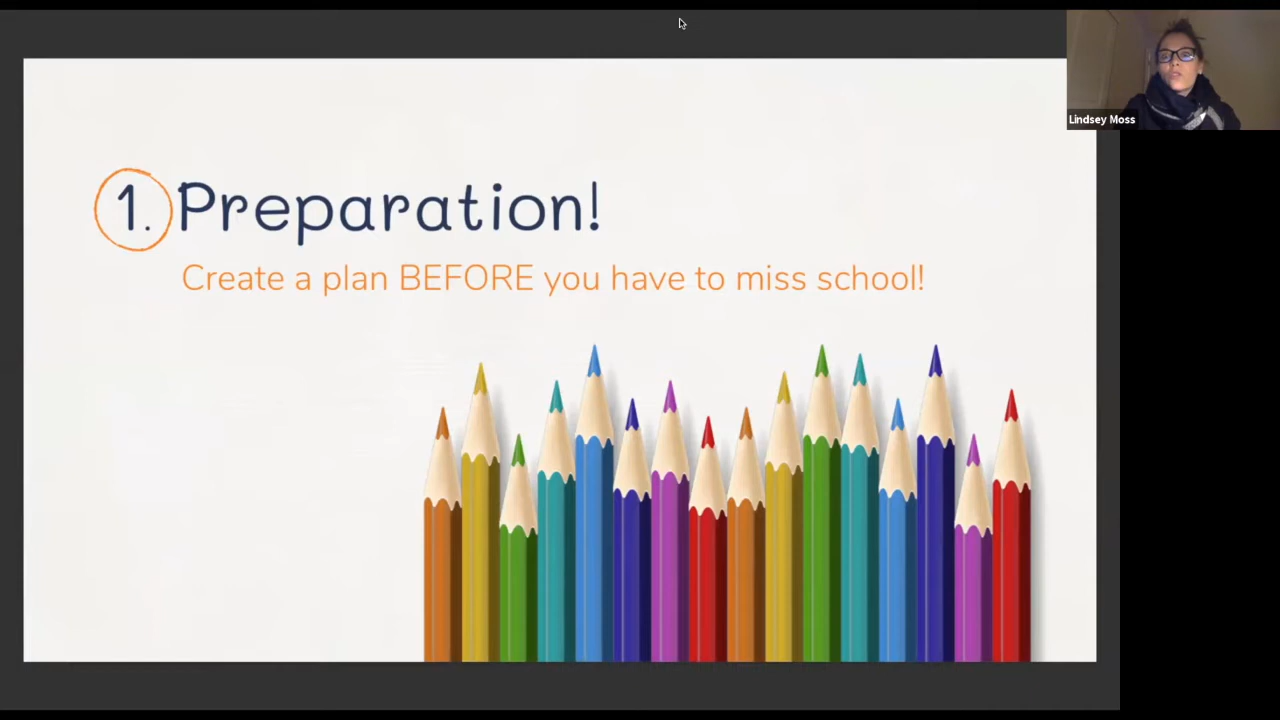 1. Preparation!
Create a plan BEFORE you have to miss school!
Lindsey Moss